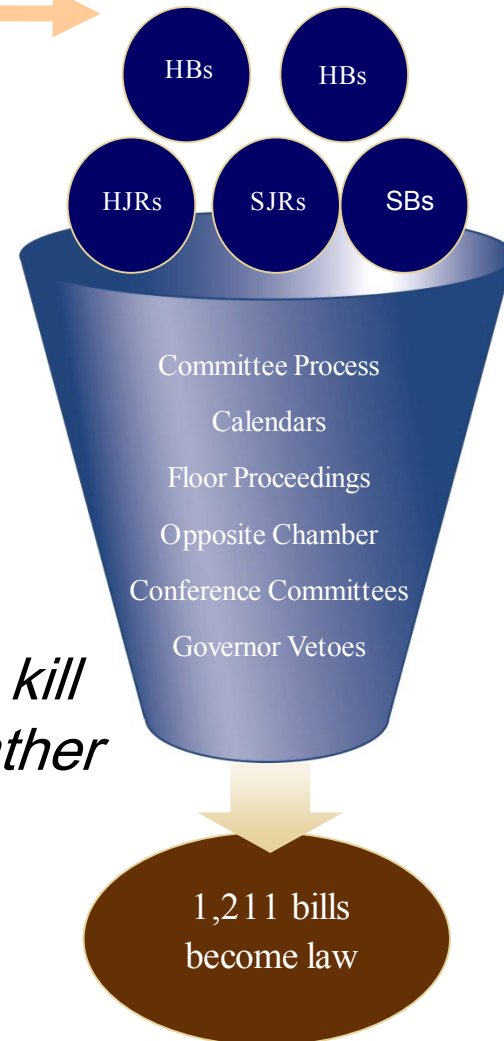 HBs HBs
HJRs SJRs SBs
Committee Process
Calendars
Floor Proceedings
Opposite Chamber
Conference Committees
Governor Vetoes
kill
1,211 bills
become law